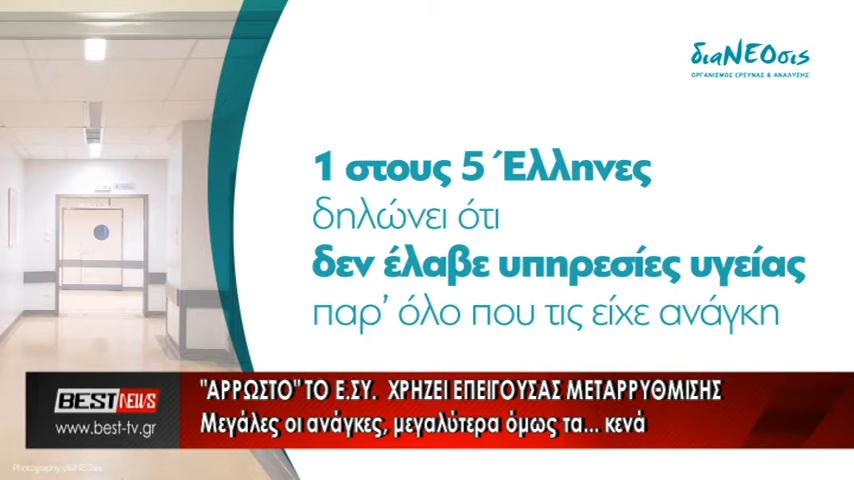 διαΝΕΟσις
ΟΡΓΑΝΙΣΜΟΣ ΕΡΕΥΝΑΣ & ΑΝΑΛΥΣΗΣ
1 στους 5 Έλληνες
δηλώνει ότι
δεν έλαβε υπηρεσίες υγείας
παρ’ όλο που τις είχε ανάγκη
BEST NEWS
"ΑΡΡΩΣΤΟ" ΤΟ Ε.ΣΥ. ΧΡΗΖΕΙ ΕΠΕΙΓΟΥΣΑΣ ΜΕΤΑΡΡΥΘΜΙΣΗΣ
www.best-tv.gr
Μεγάλες οι ανάγκες, μεγαλύτερα όμως τα... κενά
Photography: diaNEOsis